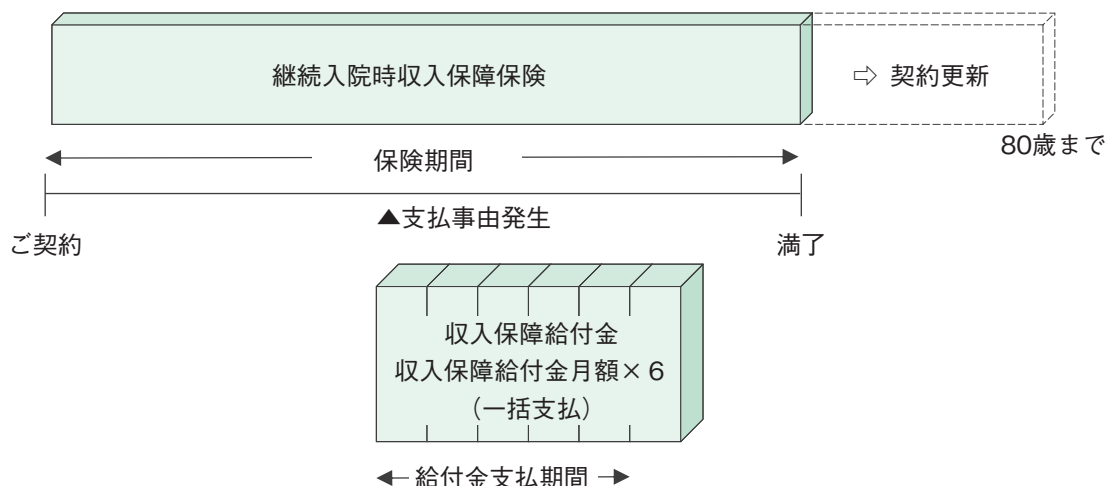 継続入院時収入保障保険
⇨ 契約更新
80歳まで
保険期間
▲支払事由発生
ご契約
満了
収入保障給付金
収入保障給付金月額×6
(一括支払)
給付金支払期間